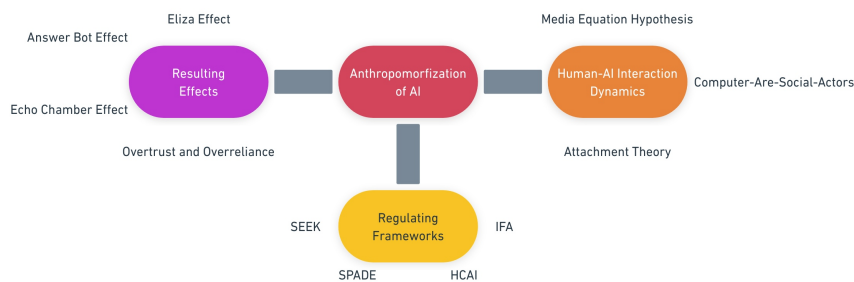 Eliza Effect
Media Equation Hypothesis
Answer Bot Effect
Resulting
Effects
Anthropomorfization
of AI
Human-AI Interaction
Dynamics
Computer-Are-Social-Actors
Echo Chamber Effect
Overtrust and Overreliance
Attachment Theory
Regulating
Frameworks
SEEK
IFA
SPADE
HCAI